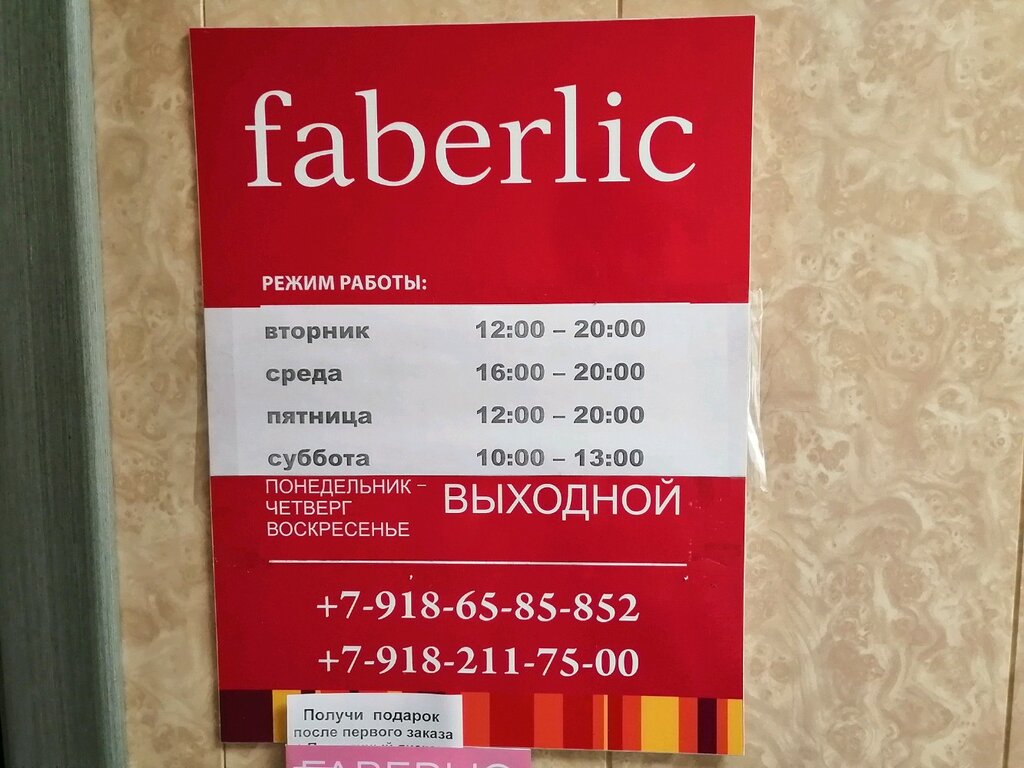 faberlic
РЕЖИМ РАБОТЫ:
вторник 12:00 – 20:00
среда 16:00 – 20:00
пятница 12:00 – 20:00
суббота 10:00 – 13:00
ПОНЕДЕЛЬНИК –
ЧЕТВЕРГ ВЫХОДНОЙ
ВОСКРЕСЕНЬЕ
+7-918-65-85-852
+7-918-211-75-00
Получи подарок
после первого заказа
FABERLIC